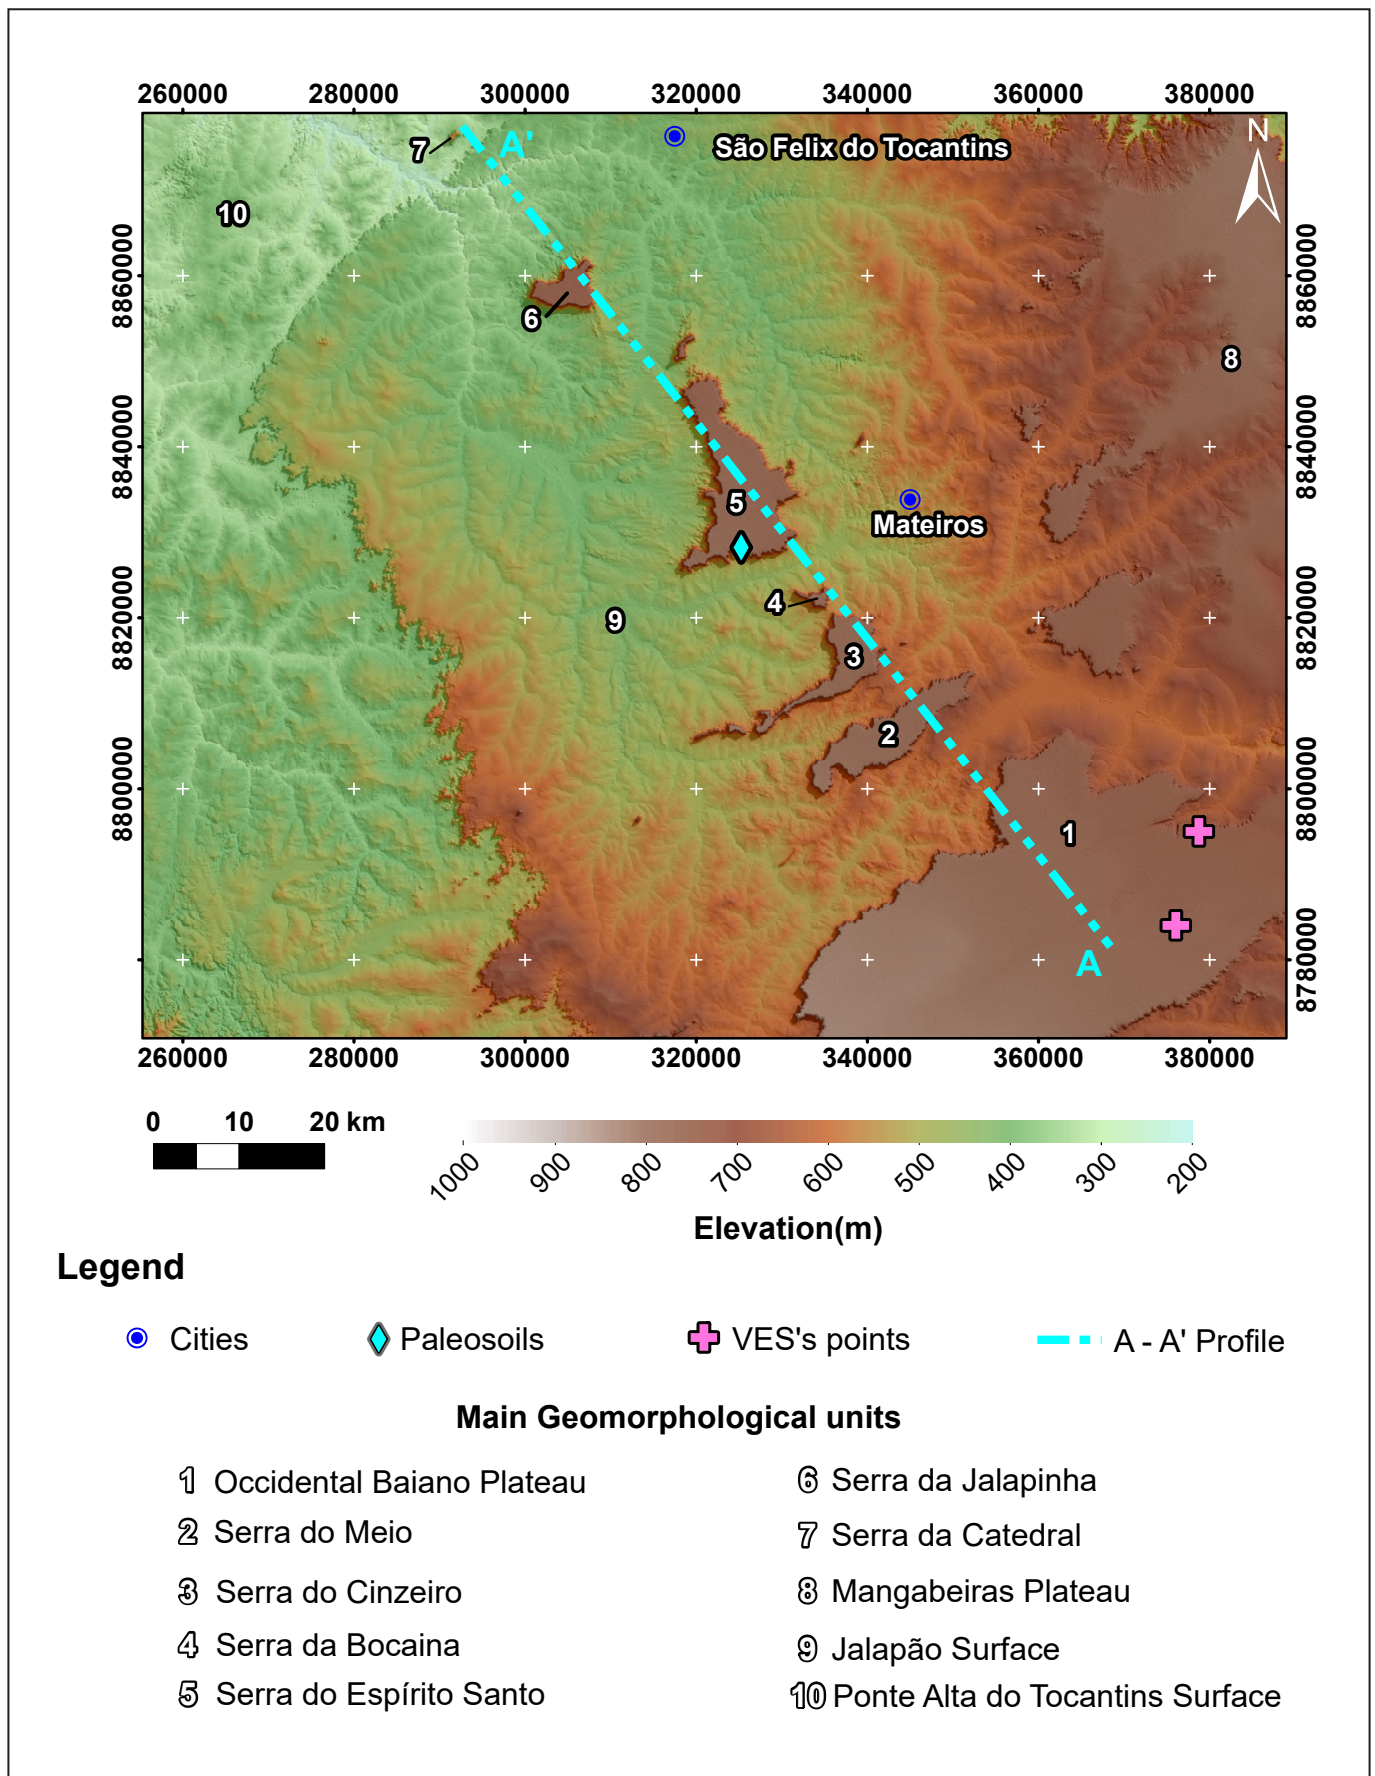 260000 280000 300000 320000 340000 360000 380000
N
A'
São Felix do Tocantins
7
10
8860000 8860000
6
8
8840000 8840000
5
Mateiros
4
8820000 9 8820000
3
2
8800000 8800000
1
A
8780000 8780000
260000 280000 300000 320000 340000 360000 380000
0 10 20 km
1000 900 800 700 600 500 400 300 200
Elevation(m)
Legend
Cities Paleosoils VES's points A - A' Profile
Main Geomorphological units
1 Occidental Baiano Plateau
2 Serra do Meio
3 Serra do Cinzeiro
4 Serra da Bocaina
5 Serra do Espírito Santo
6 Serra da Jalapinha
7 Serra da Catedral
8 Mangabeiras Plateau
9 Jalapão Surface
10 Ponte Alta do Tocantins Surface